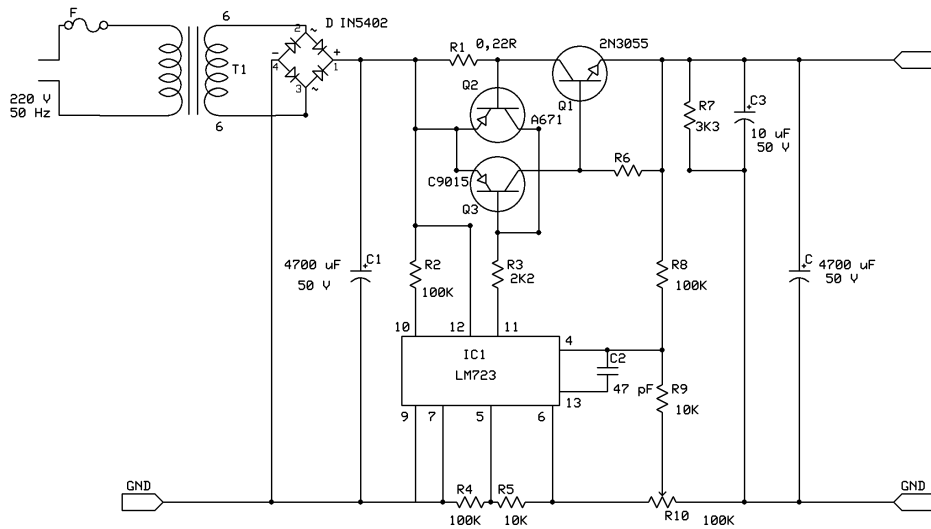 F
6
D IN5402
2
~
-
+
4
1
3
~
T1
220 V
50 Hz
6
R1 0,22R
2N3055
Q2
Q1
A671
R7
3K3
C3
+
10 uF
50 V
R6
C9015
Q3
4700 uF
50 V
+
C1
R2
100K
R3
2K2
R8
100K
+
C 4700 uF
50 V
10
12
11
4
IC1
LM723
C2
47 pF
13
R9
10K
9
7
5
6
GND
R4
100K
R5
10K
R10
100K
GND